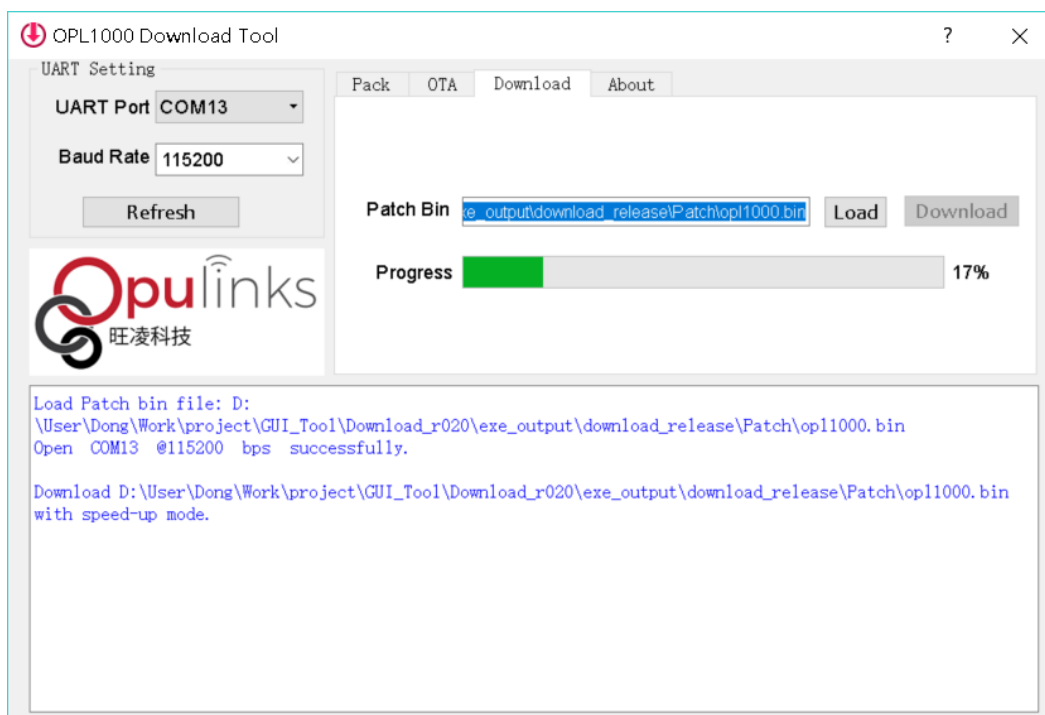 OPL1000 Download Tool
UART Setting
UART Port COM13
Baud Rate 115200
Refresh
Opulinks
旺凌科技
Pack OTA Download About
Patch Bin xe_output\download_release\Patch\opl1000.bin Load Download
Progress 17%
Load Patch bin file: D:
\User\Dong\Work\project\GUI_Tool\Download_r020\exe_output\download_release\Patch\opl1000.bin
Open COM13 @115200 bps successfully.
Download D:\User\Dong\Work\project\GUI_Tool\Download_r020\exe_output\download_release\Patch\opl1000.bin
with speed-up mode.